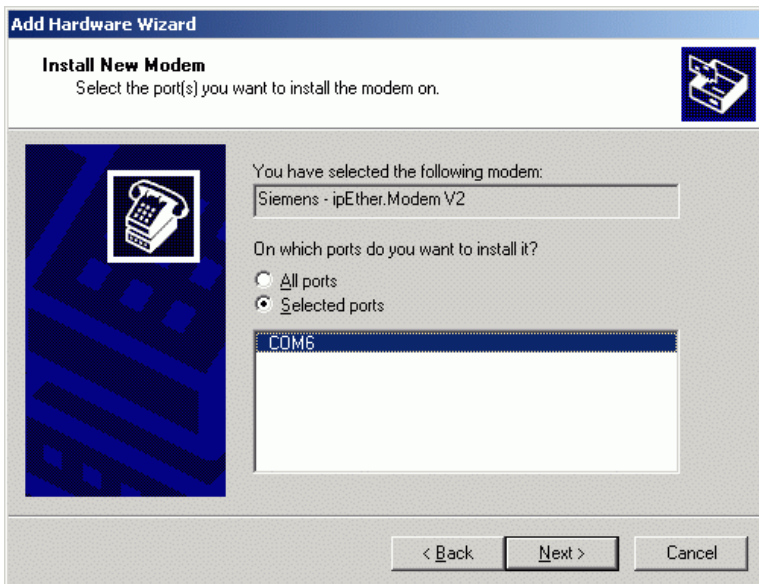 Add Hardware Wizard
Install New Modem
Select the port(s) you want to install the modem on.
You have selected the following modem:
Siemens - ipEther.Modem V2
On which ports do you want to install it?
All ports
Selected ports
COM6
< Back Next > Cancel